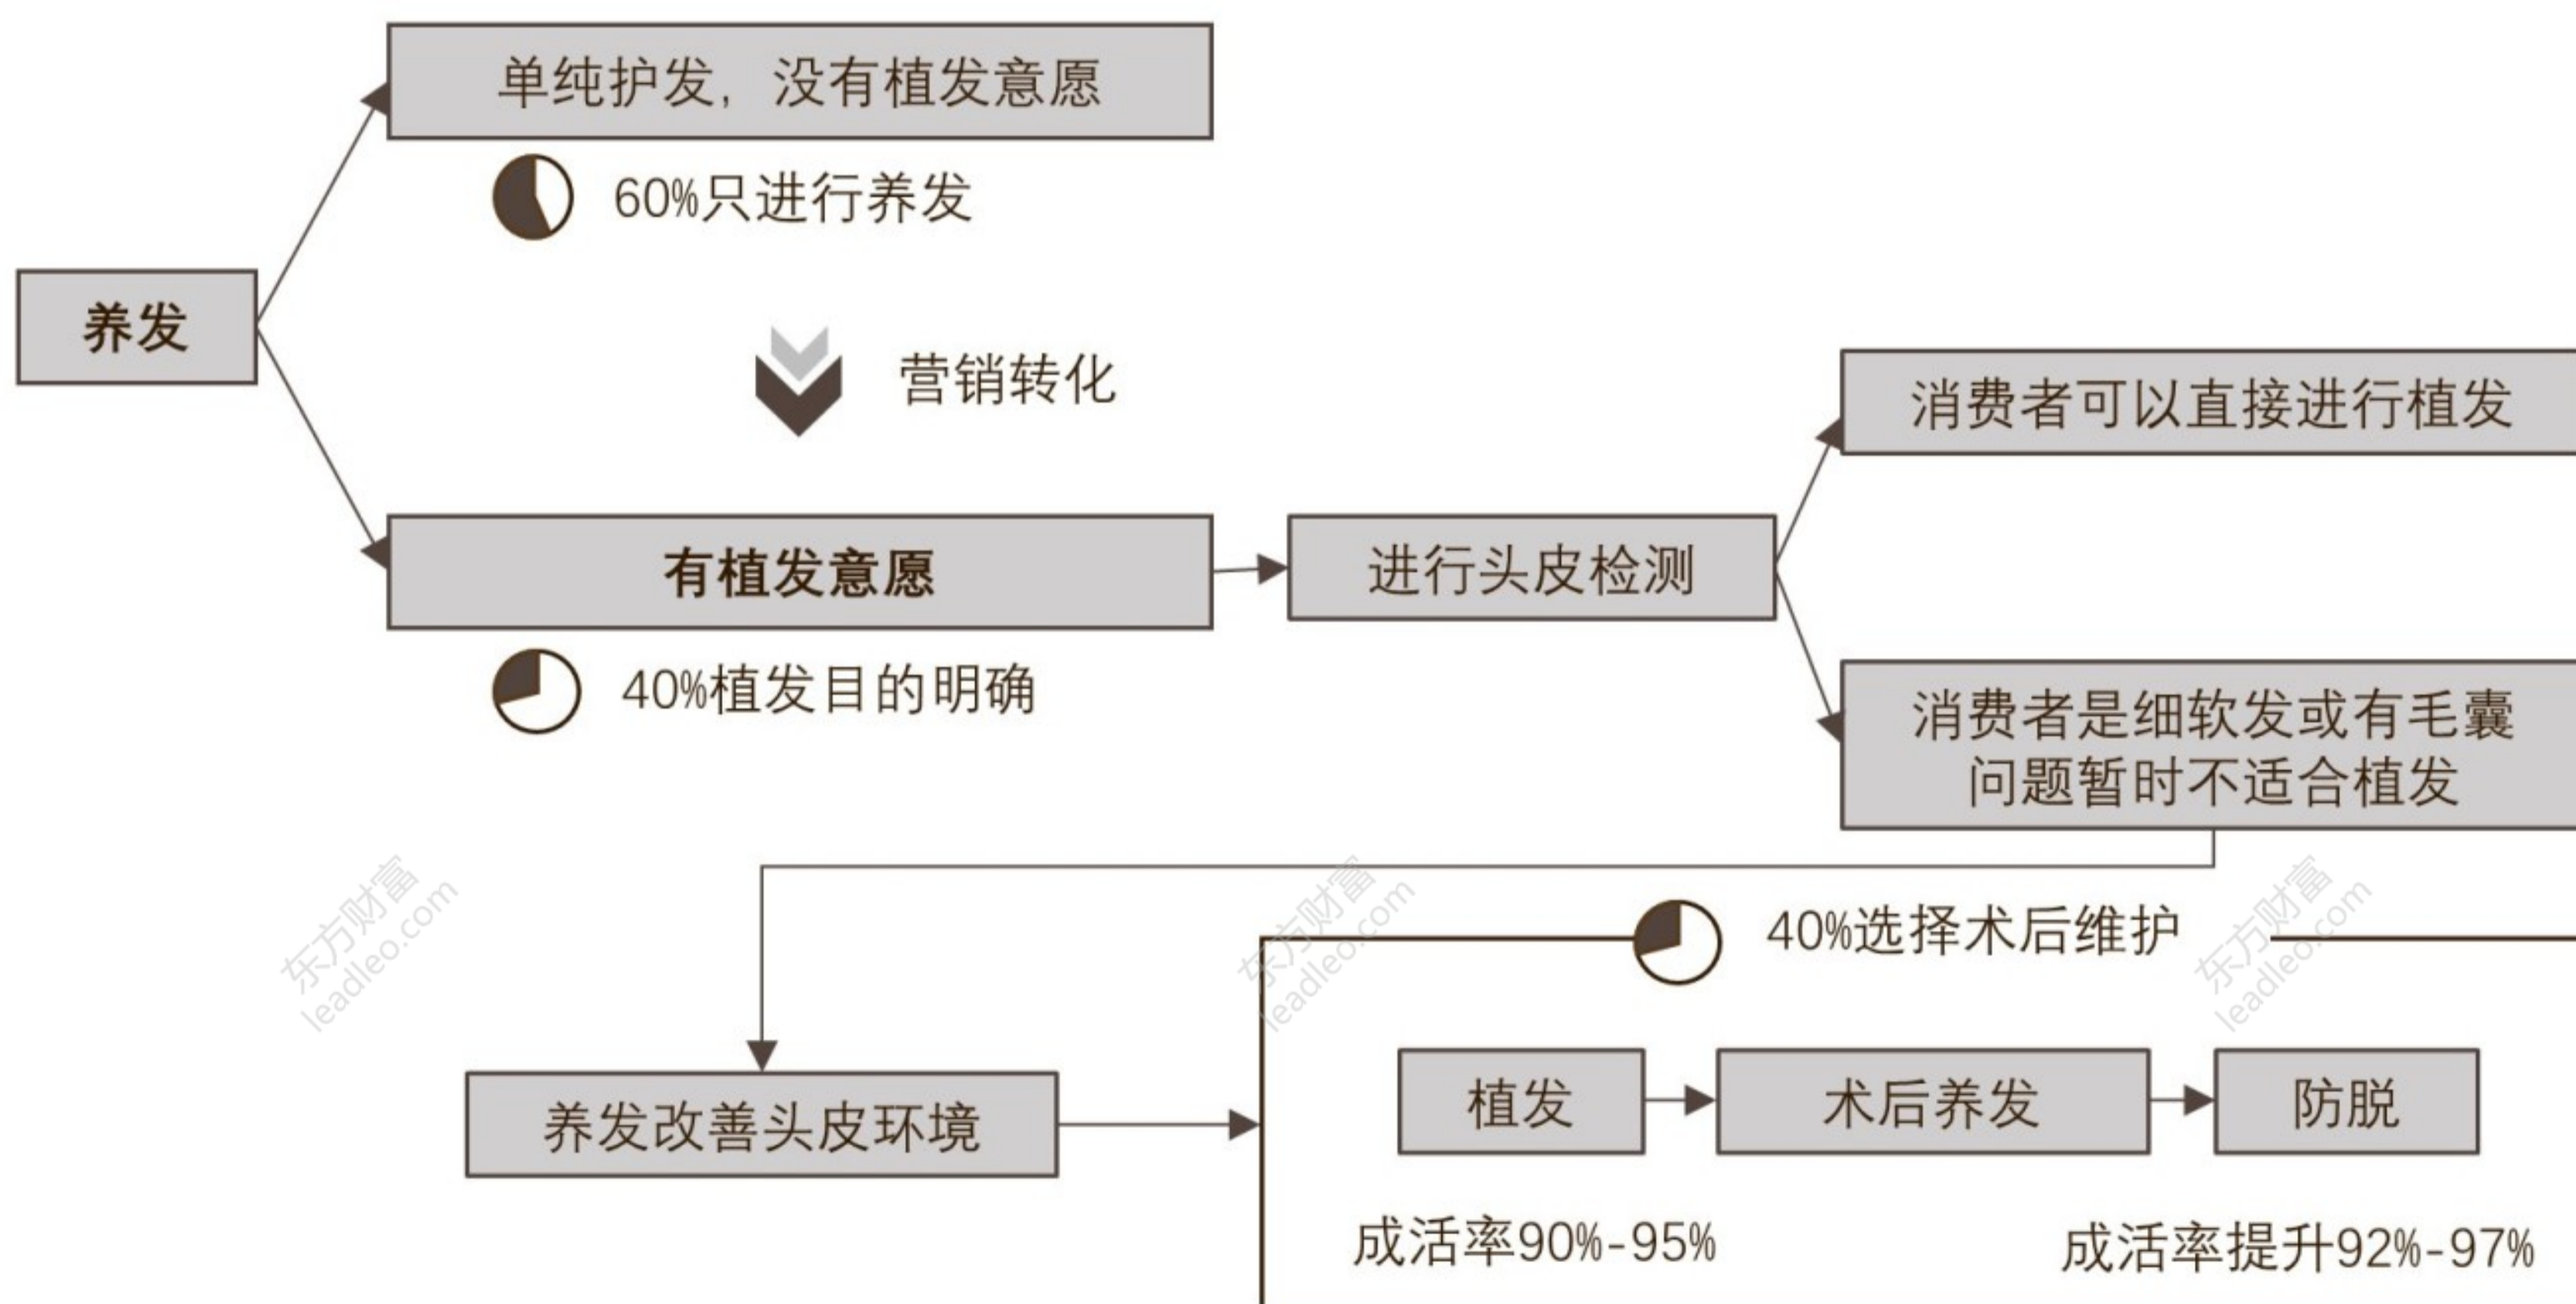 单纯护发，没有植发意愿
60%只进行养发
养发
营销转化
消费者可以直接进行植发
有植发意愿
进行头皮检测
40%植发目的明确
消费者是细软发或有毛囊
问题暂时不适合植发
40%选择术后维护
东方财富
leadleo.com
东方财富
leadleo.com
东方财富
leadleo.com
养发改善头皮环境
植发
术后养发
防脱
成活率90%-95%
成活率提升92%-97%